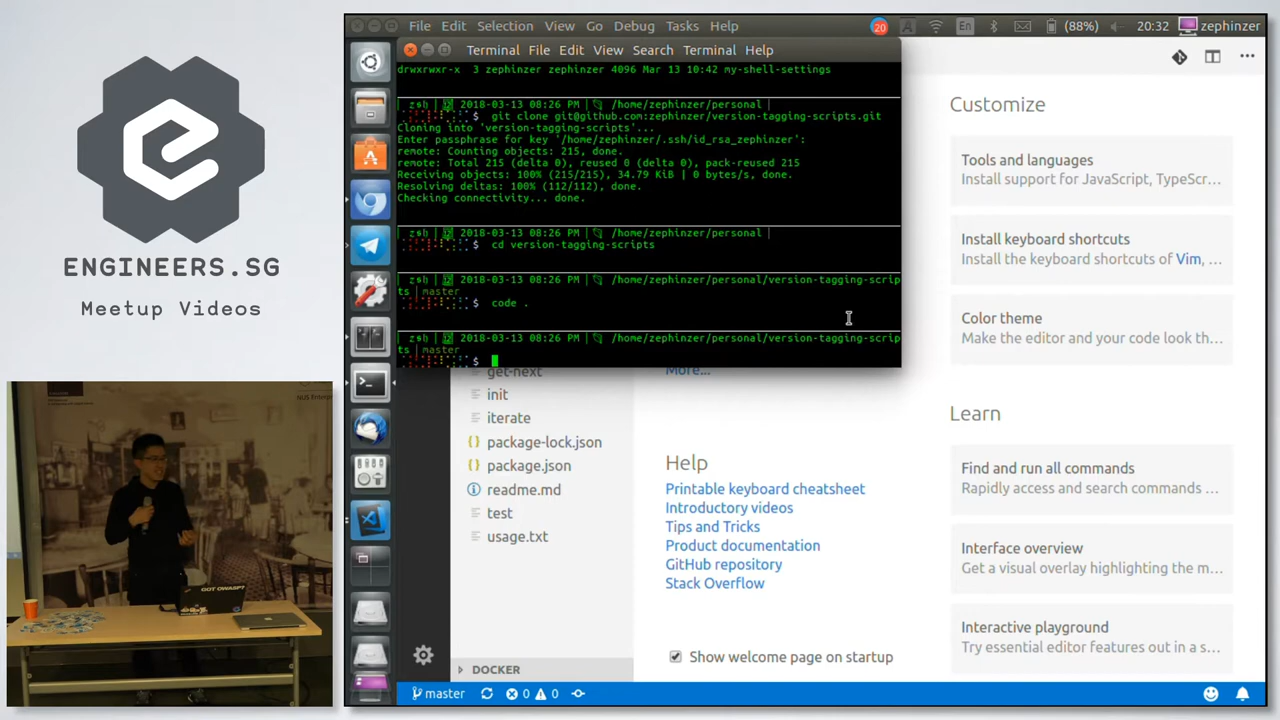 ENGINEERS.SG
Meetup Videos
NUS Enterp
GOT OWASP?
File Edit Selection View Go Debug Tasks Help
20
En
(88%)
20:32
zephinzer
Terminal File Edit View Search Terminal Help
drwxrwxr-x 3 zephinzer zephinzer 4096 Mar 13 10:42 my-shell-settings
| zsh | 2018-03-13 08:26 PM | /home/zephinzer/personal |
$ git clone git@github.com:zephinzer/version-tagging-scripts.git
Cloning into 'version-tagging-scripts'...
Enter passphrase for key '/home/zephinzer/.ssh/id_rsa_zephinzer':
remote: Counting objects: 215, done.
remote: Total 215 (delta 0), reused 0 (delta 0), pack-reused 215
Receiving objects: 100% (215/215), 34.79 KiB | 0 bytes/s, done.
Resolving deltas: 100% (112/112), done.
Checking connectivity... done.
| zsh | 2018-03-13 08:26 PM | /home/zephinzer/personal |
$ cd version-tagging-scripts
| zsh | 2018-03-13 08:26 PM | /home/zephinzer/personal/version-tagging-scrip
ts | master
$ code .
| zsh | 2018-03-13 08:26 PM | /home/zephinzer/personal/version-tagging-scrip
ts | master
$
get-next
init
iterate
{ } package-lock.json
{ } package.json
readme.md
test
usage.txt
DOCKER
More...
Help
Printable keyboard cheatsheet
Introductory videos
Tips and Tricks
Product documentation
GitHub repository
Stack Overflow
Show welcome page on startup
Customize
Tools and languages
Install support for JavaScript, TypeScr...
Install keyboard shortcuts
Install the keyboard shortcuts of Vim, ...
Color theme
Make the editor and your code look th...
Learn
Find and run all commands
Rapidly access and search commands ...
Interface overview
Get a visual overlay highlighting the m...
Interactive playground
Try essential editor features out in a s...
master 0 0